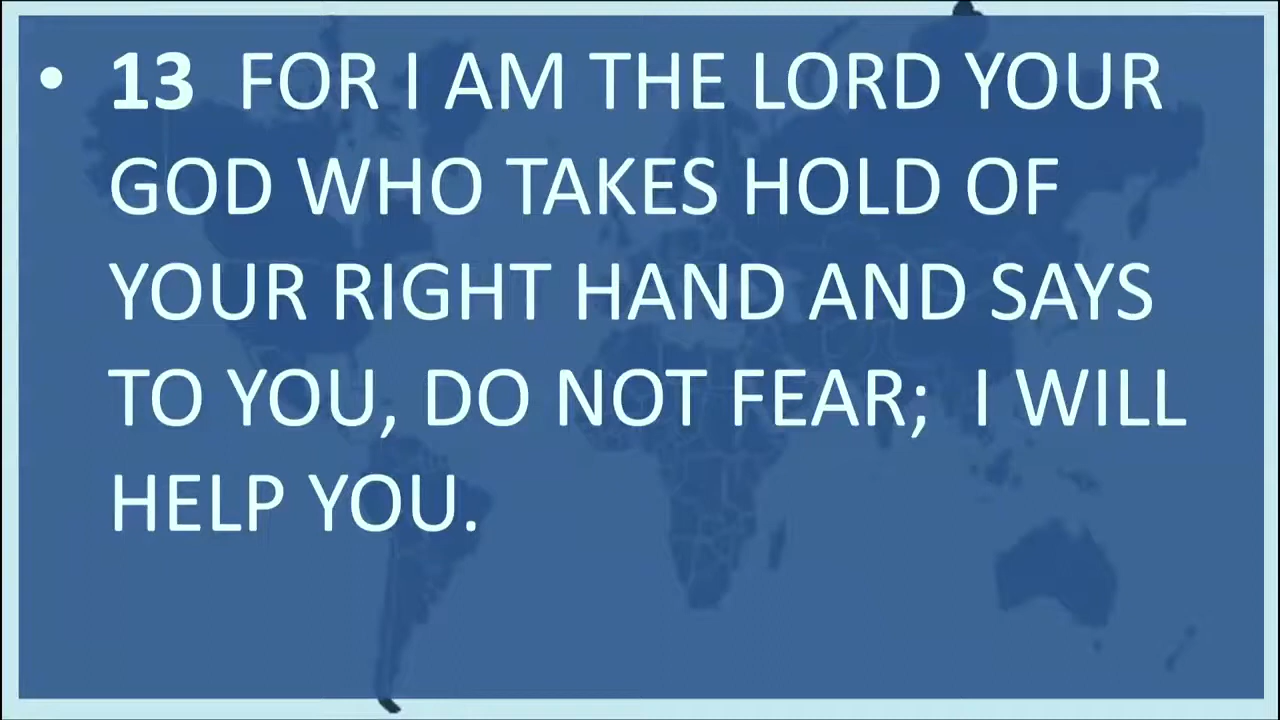 • 13 FOR I AM THE LORD YOUR
GOD WHO TAKES HOLD OF
YOUR RIGHT HAND AND SAYS
TO YOU, DO NOT FEAR; I WILL
HELP YOU.